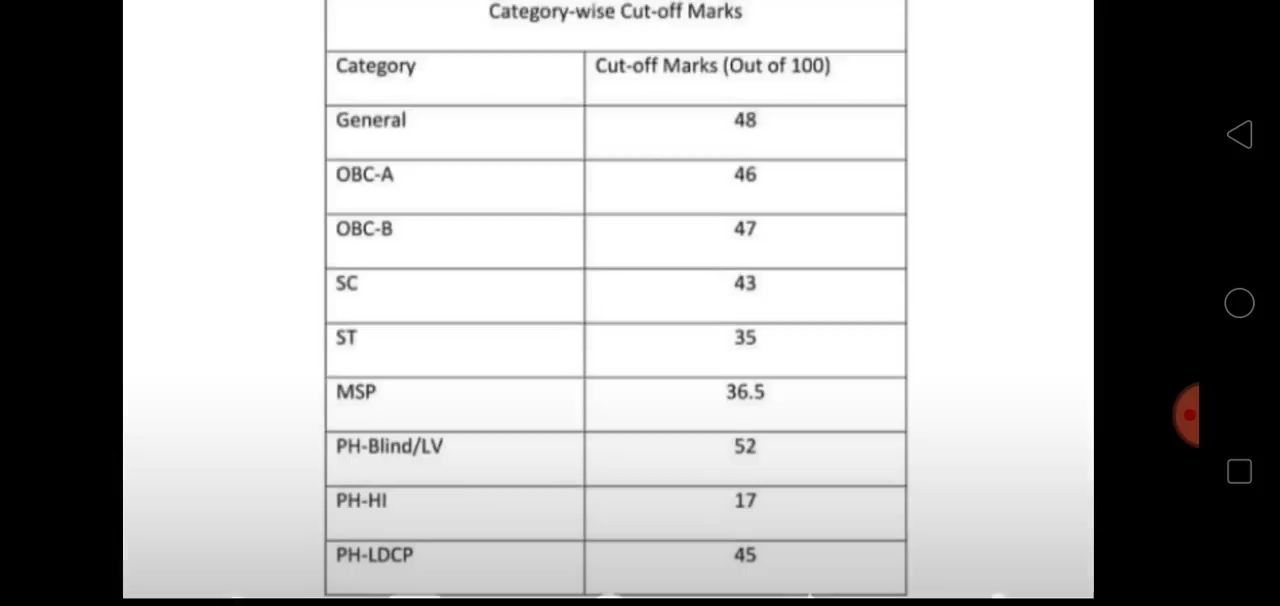 Category-wise Cut-off Marks
Category Cut-off Marks (Out of 100)
General 48
OBC-A 46
OBC-B 47
SC 43
ST 35
MSP 36.5
PH-Blind/LV 52
PH-HI 17
PH-LDCP 45